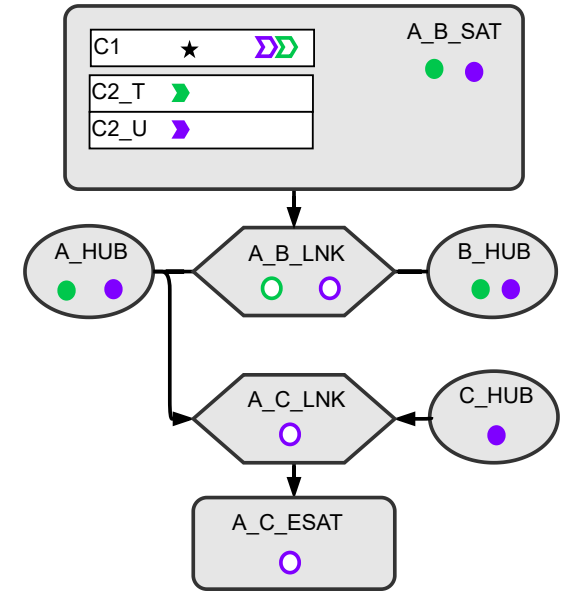 A_B_SAT
C1
C2_T
C2_U
A_HUB
A_B_LNK
B_HUB
A_C_LNK
C_HUB
A_C_ESAT